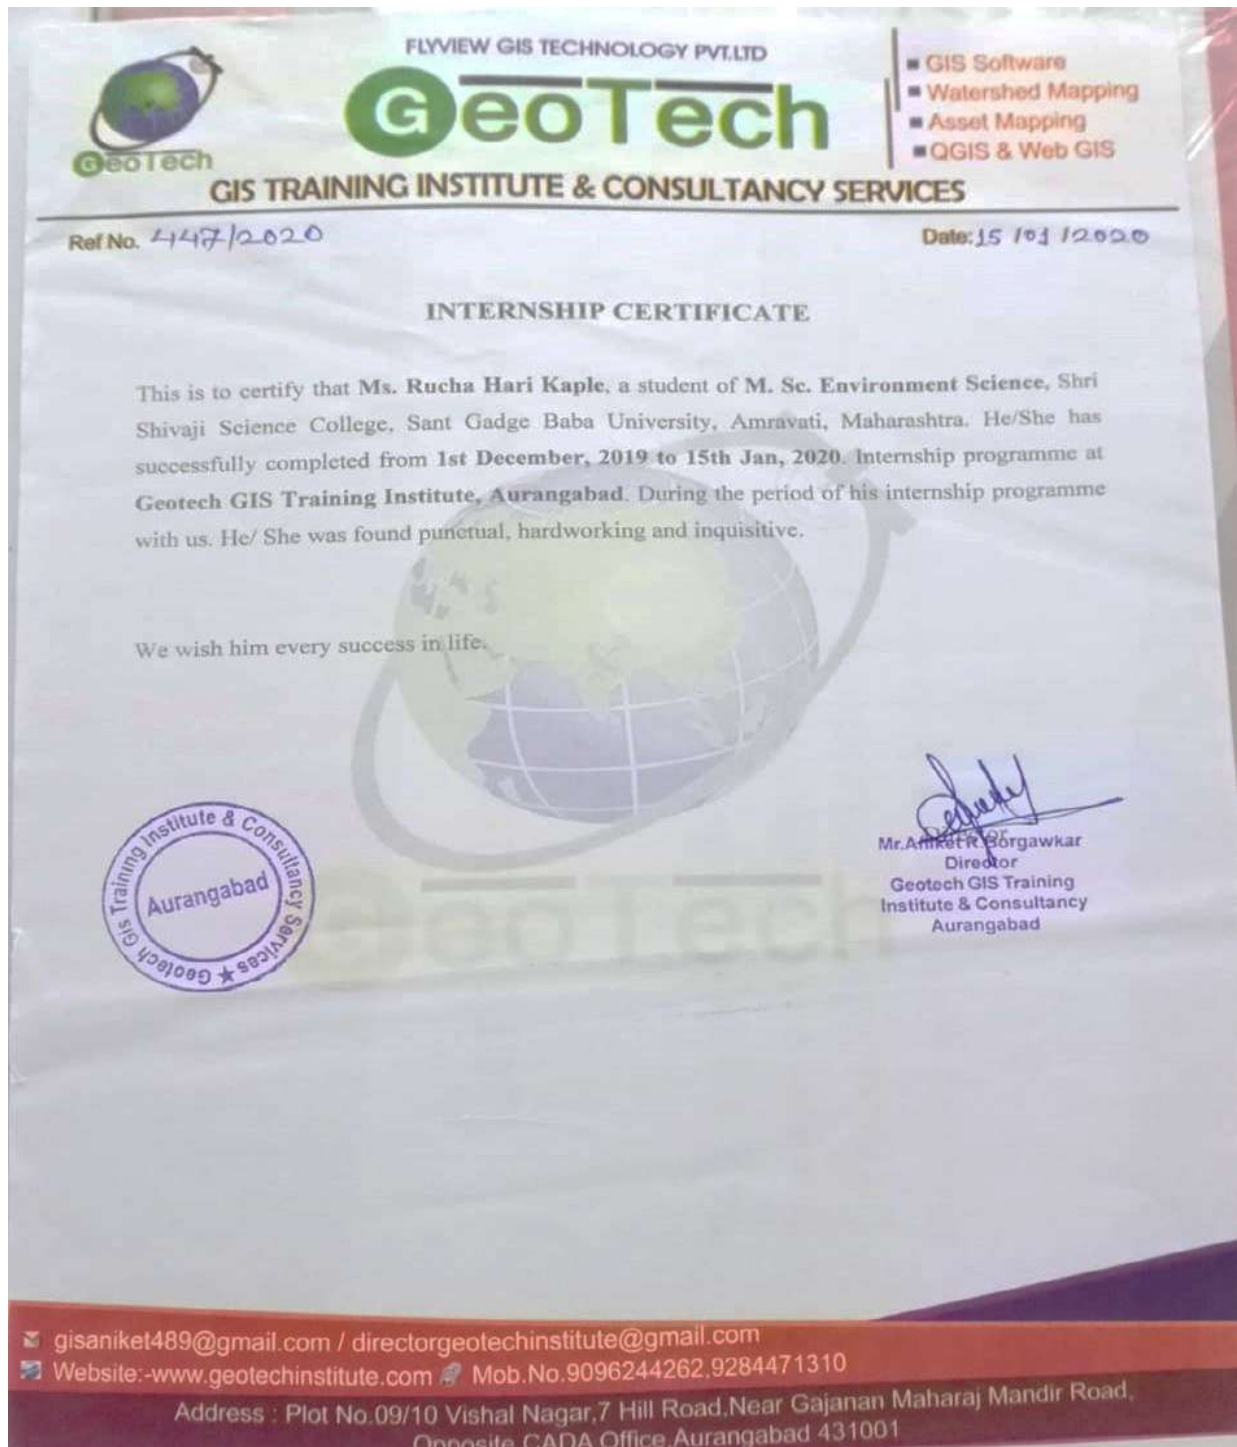 FLYVIEW GIS TECHNOLOGY PVT.LTD
GeoTech
GeoTech
GIS Software
Watershed Mapping
Asset Mapping
QGIS & Web GIS
GIS TRAINING INSTITUTE & CONSULTANCY SERVICES
Ref No. 447/2020
Date: 15/01/2020
INTERNSHIP CERTIFICATE
This is to certify that Ms. Rucha Hari Kaple, a student of M. Sc. Environment Science, Shri
Shivaji Science College, Sant Gadge Baba University, Amravati, Maharashtra. He/She has
successfully completed from 1st December, 2019 to 15th Jan, 2020. Internship programme at
Geotech GIS Training Institute, Aurangabad. During the period of his internship programme
with us. He/ She was found punctual, hardworking and inquisitive.
We wish him every success in life.
Geotech Gis Training Institute & Consultancy Services ★
Aurangabad
Mr.Aniket R.Borgawkar
Director
Geotech GIS Training
Institute & Consultancy
Aurangabad
GeoTech
gisaniket489@gmail.com / directorgeotechinstitute@gmail.com
Website:-www.geotechinstitute.com Mob.No.9096244262,9284471310
Address : Plot No.09/10 Vishal Nagar,7 Hill Road,Near Gajanan Maharaj Mandir Road,
Opposite CADA Office,Aurangabad 431001